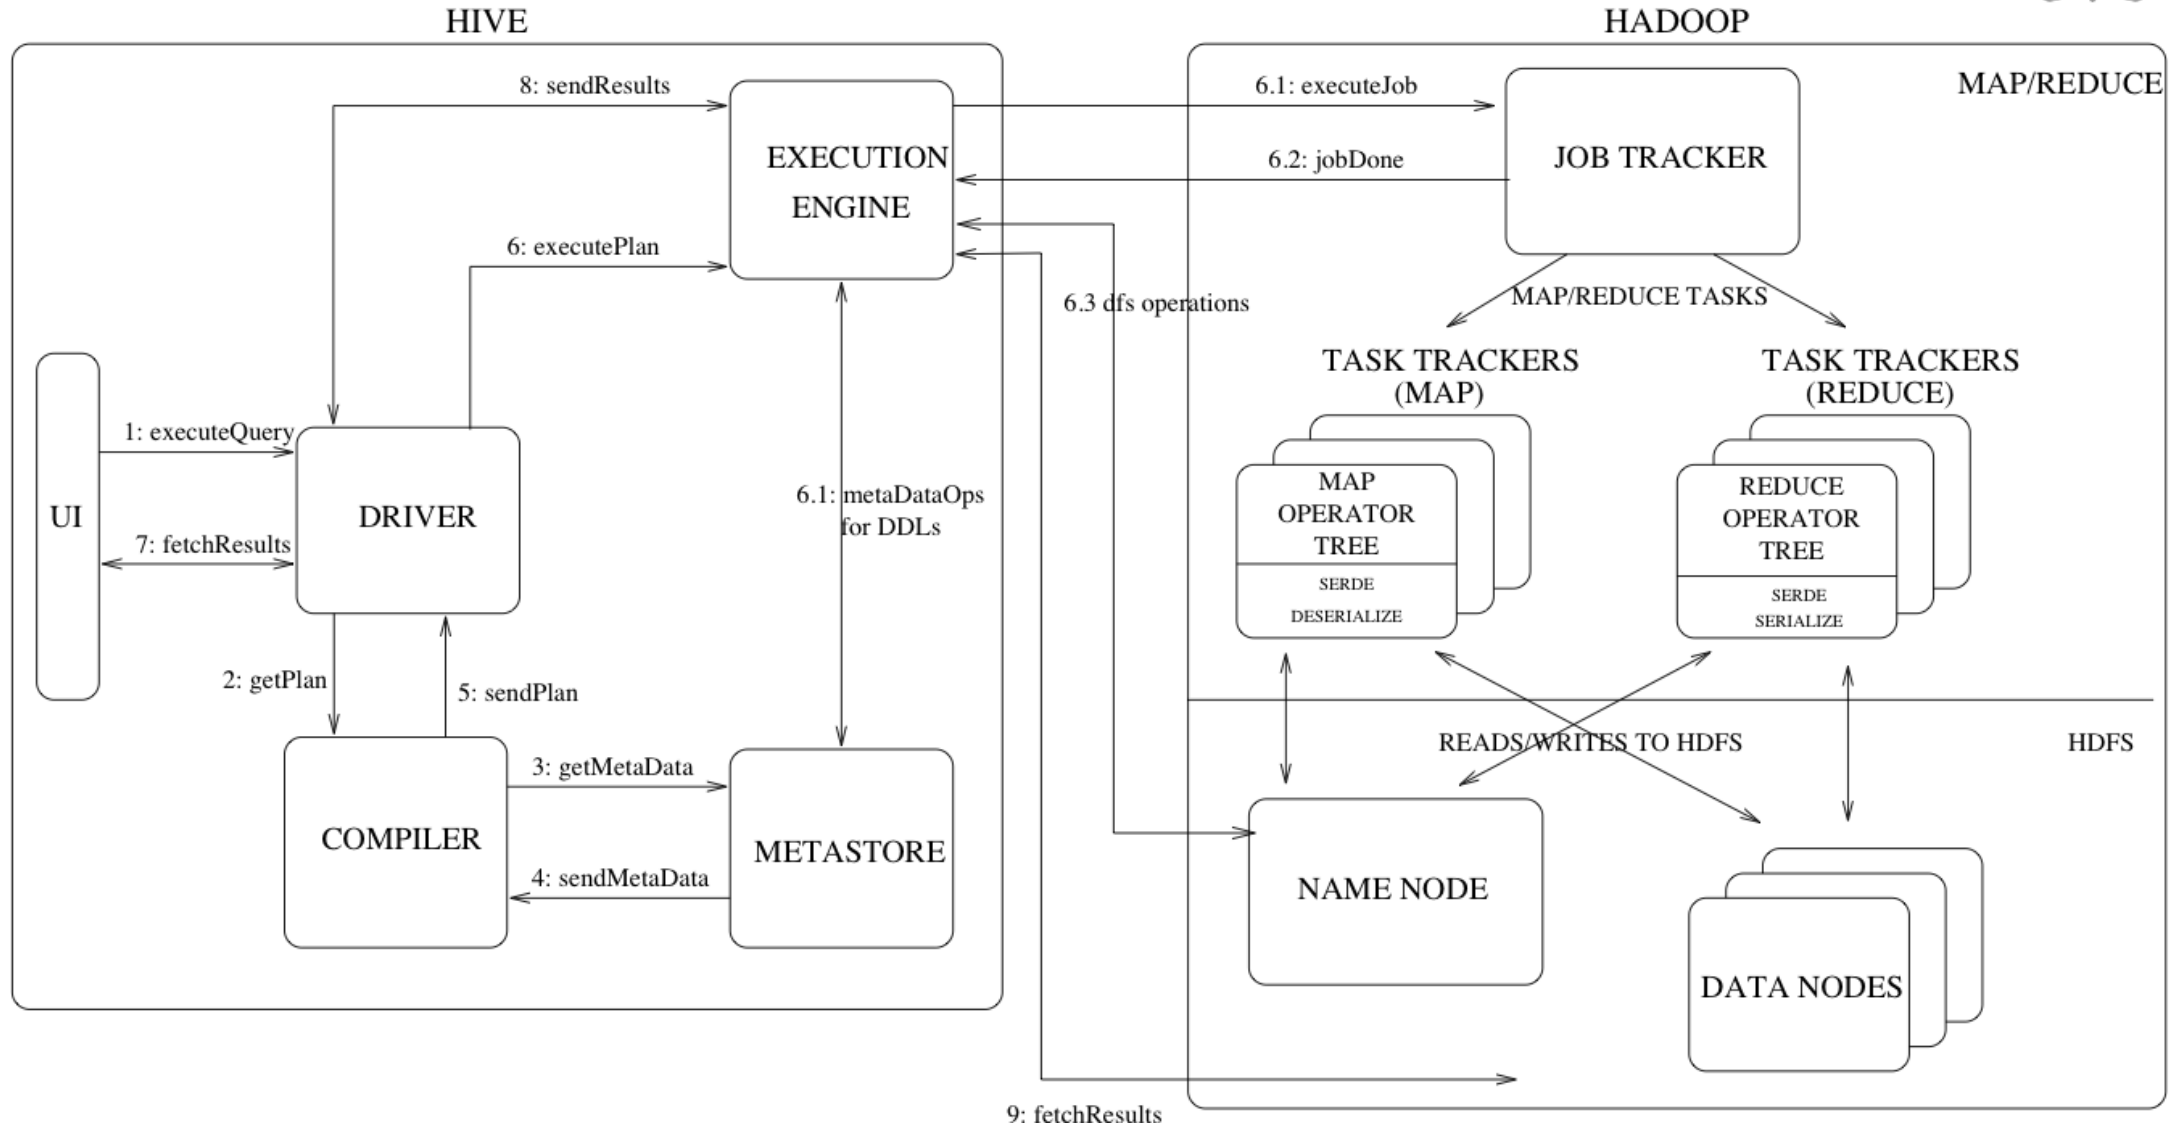 HIVE
HADOOP
MAP/REDUCE
8: sendResults
6.1: executeJob
EXECUTION
ENGINE
JOB TRACKER
6.2: jobDone
6: executePlan
6.3 dfs operations
MAP/REDUCE TASKS
TASK TRACKERS
(MAP)
TASK TRACKERS
(REDUCE)
1: executeQuery
UI
DRIVER
7: fetchResults
6.1: metaDataOps
for DDLs
MAP
OPERATOR
TREE
SERDE
DESERIALIZE
REDUCE
OPERATOR
TREE
SERDE
SERIALIZE
2: getPlan
5: sendPlan
READS/WRITES TO HDFS
HDFS
3: getMetaData
COMPILER
METASTORE
4: sendMetaData
NAME NODE
DATA NODES
9: fetchResults